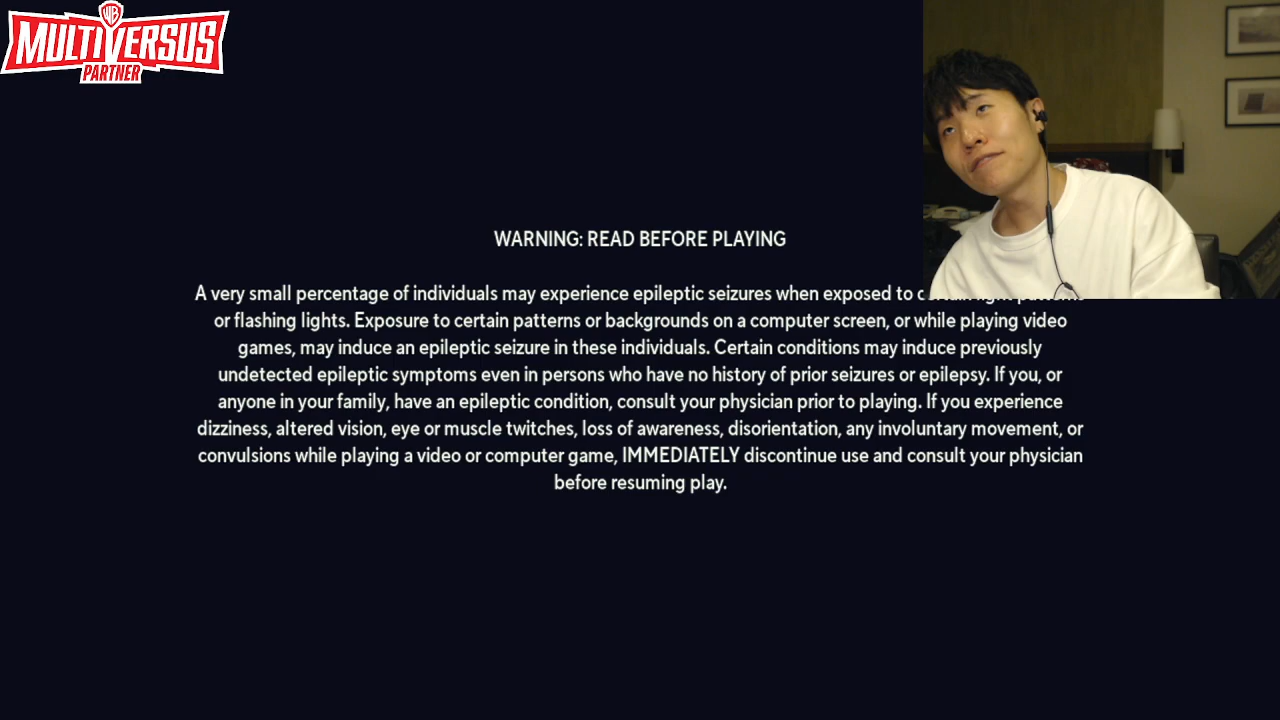 WB
MULTIVERSUS
PARTNER
WARNING: READ BEFORE PLAYING
A very small percentage of individuals may experience epileptic seizures when exposed to
or flashing lights. Exposure to certain patterns or backgrounds on a computer screen, or while playing video
games, may induce an epileptic seizure in these individuals. Certain conditions may induce previously
undetected epileptic symptoms even in persons who have no history of prior seizures or epilepsy. If you, or
anyone in your family, have an epileptic condition, consult your physician prior to playing. If you experience
dizziness, altered vision, eye or muscle twitches, loss of awareness, disorientation, any involuntary movement, or
convulsions while playing a video or computer game, IMMEDIATELY discontinue use and consult your physician
before resuming play.